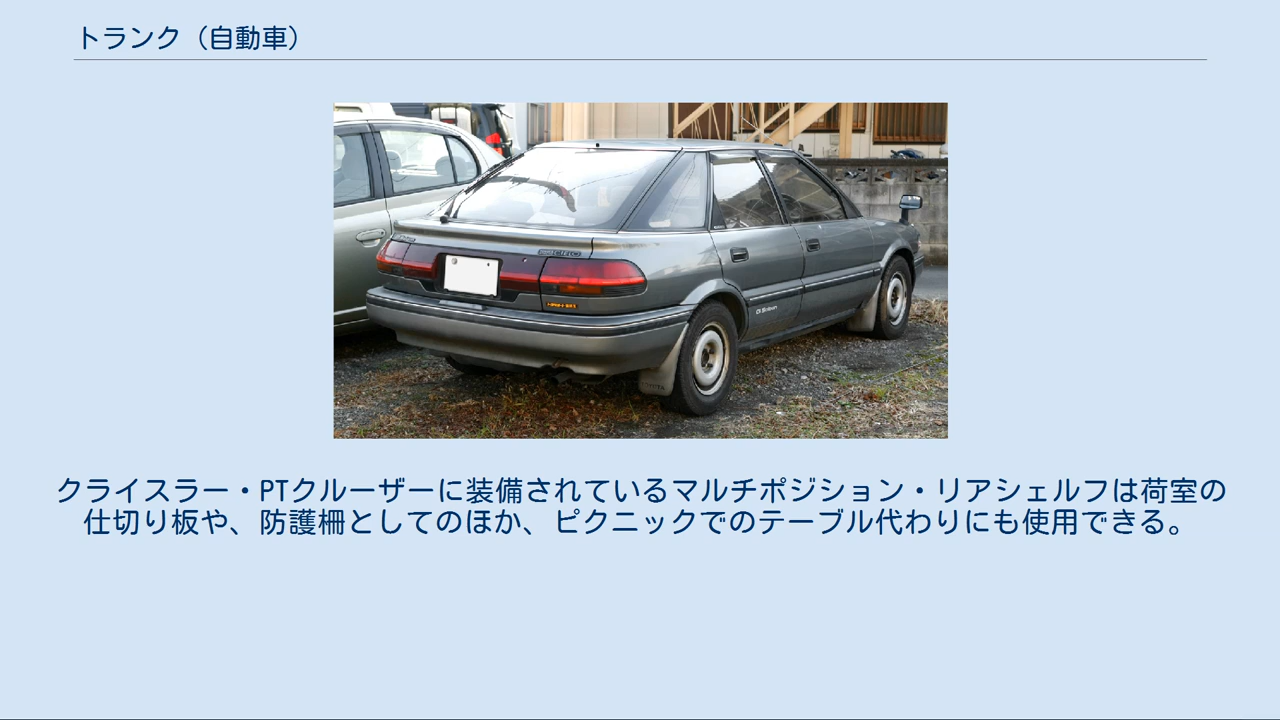 トランク（自動車）
クライスラー・PTクルーザーに装備されているマルチポジション・リアシェルフは荷室の
仕切り板や、防護柵としてのほか、ピクニックでのテーブル代わりにも使用できる。